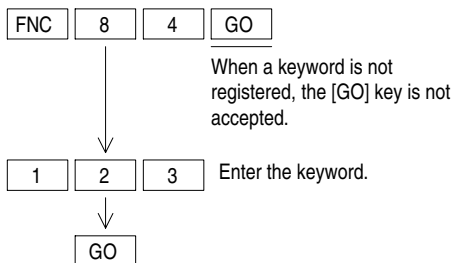 FNC 8 4 GO
When a keyword is not
registered, the [GO] key is not
accepted.
1 2 3 Enter the keyword.
GO